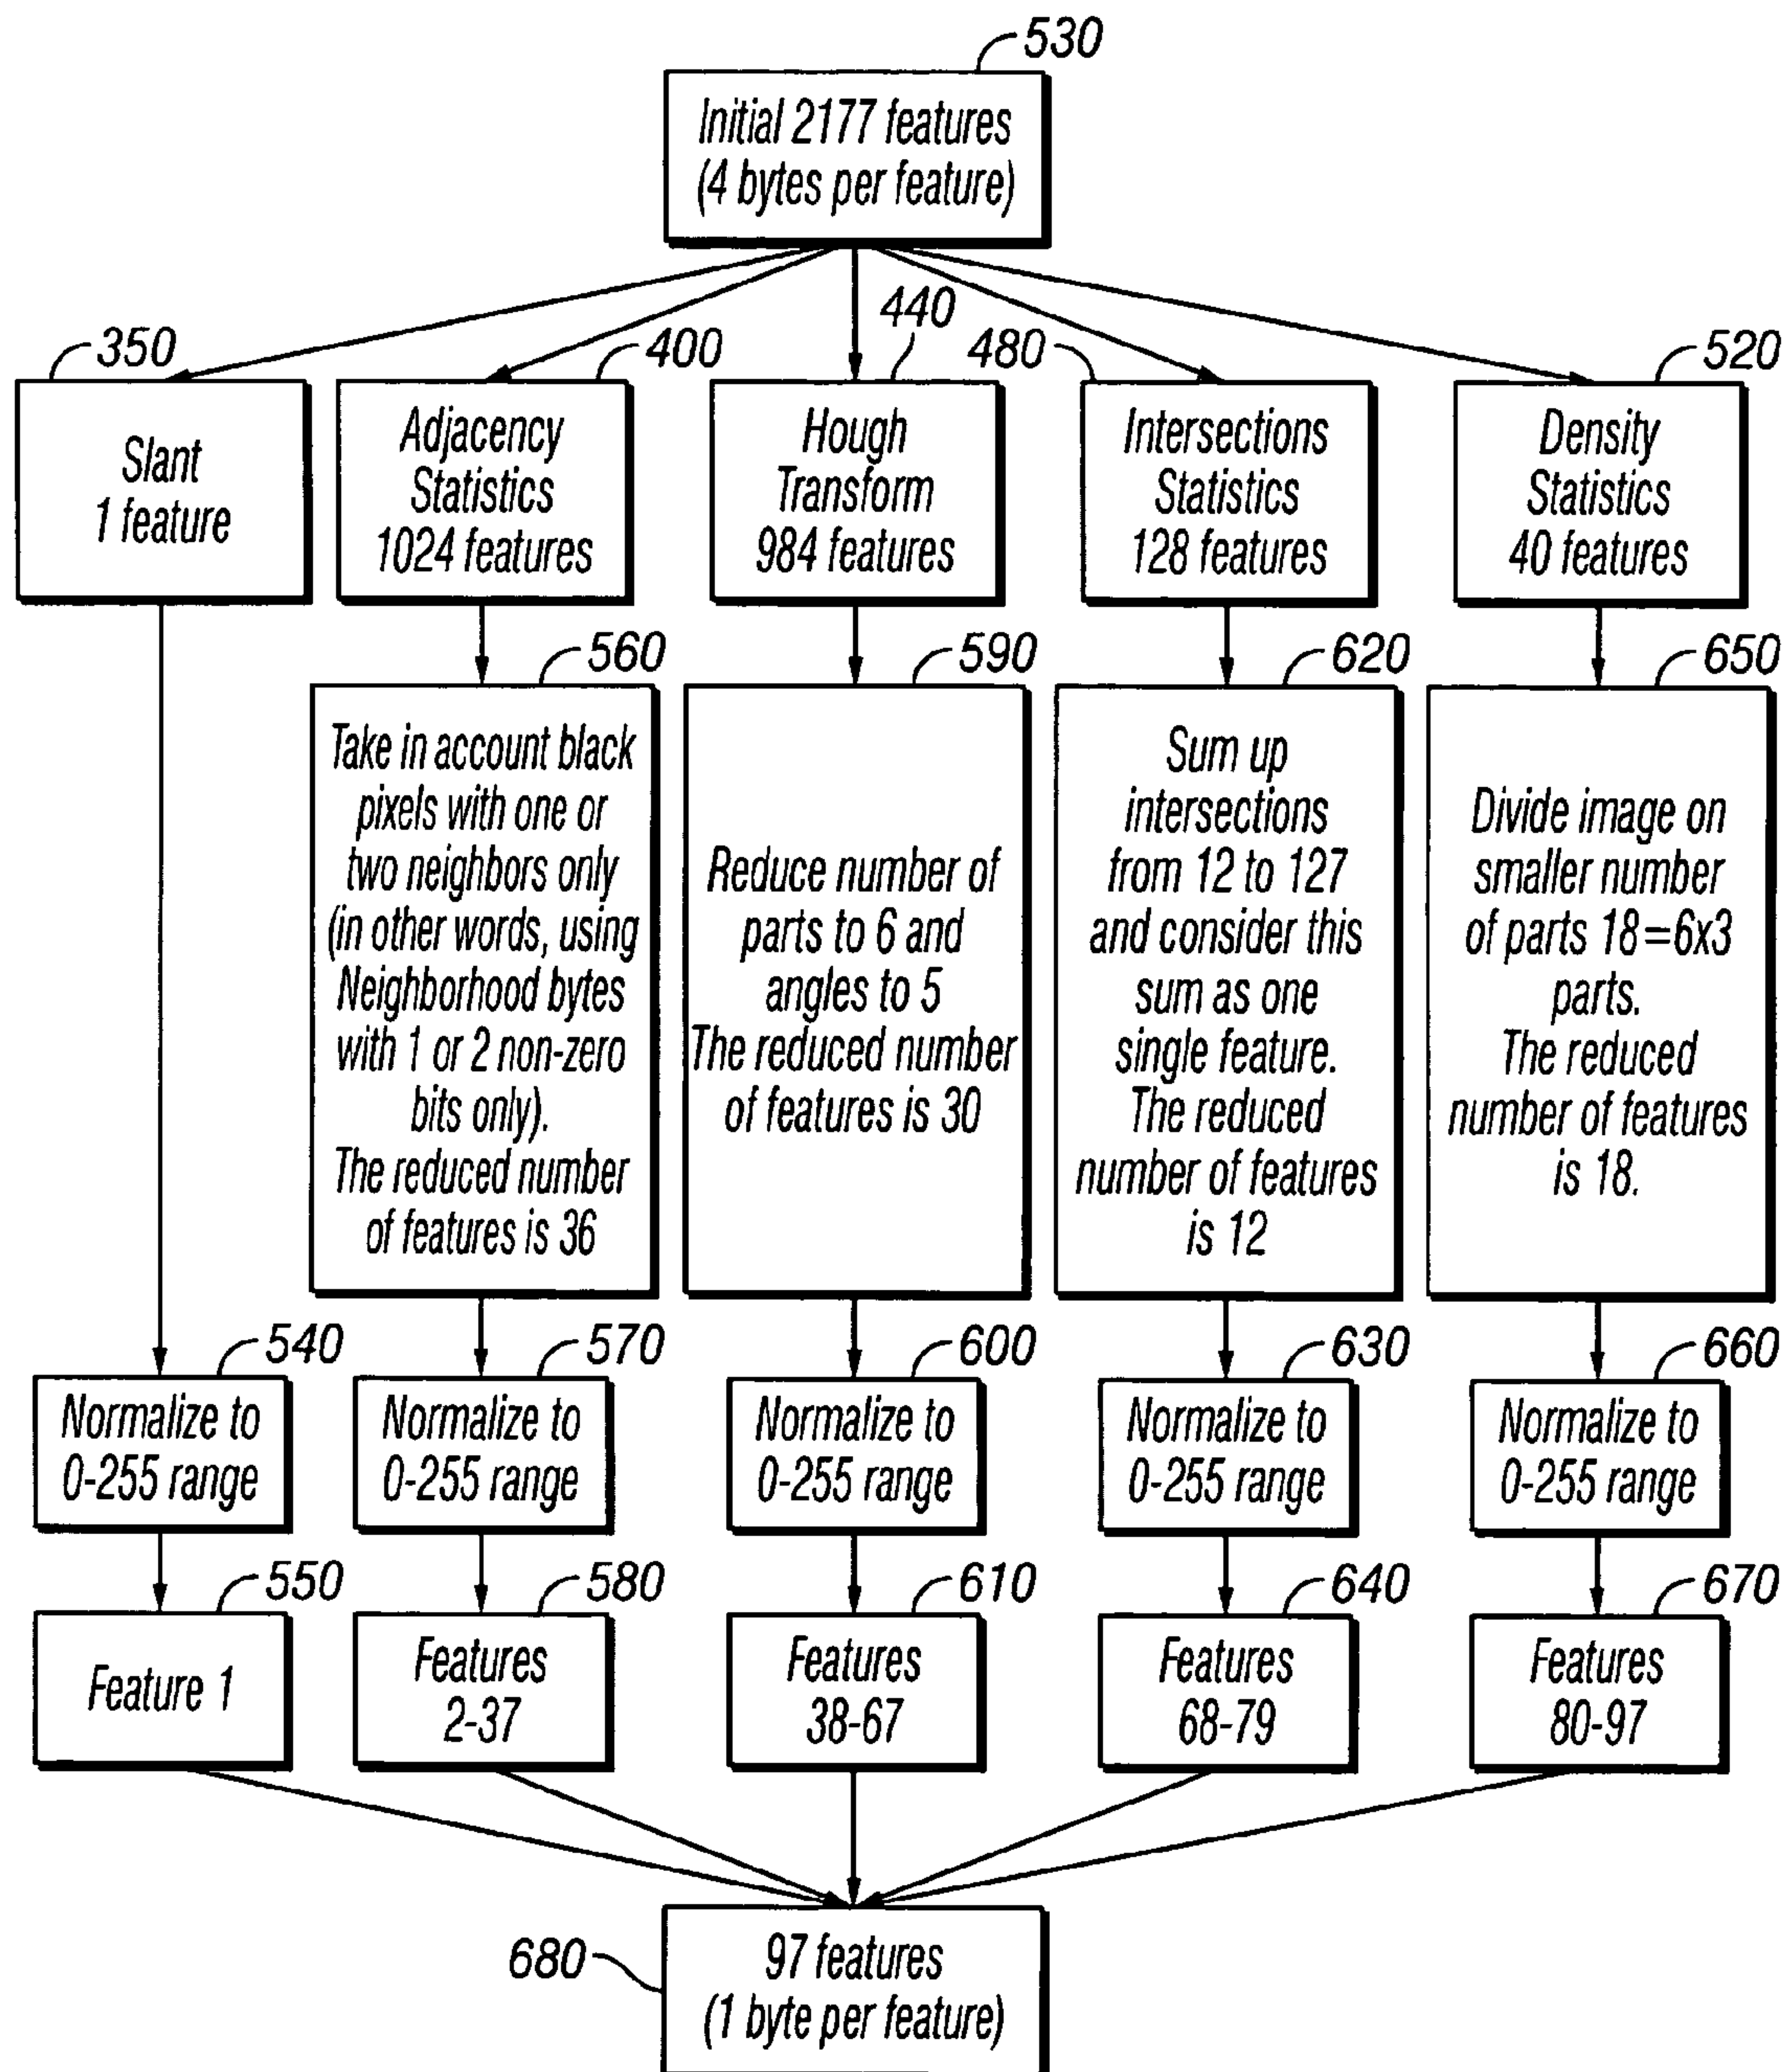 530
Initial 2177 features
(4 bytes per feature)
350
400
440
480
520
Slant
1 feature
Adjacency
Statistics
1024 features
Hough
Transform
984 features
Intersections
Statistics
128 features
Density
Statistics
40 features
560
590
620
650
Take in account black
pixels with one or
two neighbors only
(in other words, using
Neighborhood bytes
with 1 or 2 non-zero
bits only).
The reduced number
of features is 36
Reduce number of
parts to 6 and
angles to 5
The reduced number
of features is 30
Sum up
intersections
from 12 to 127
and consider this
sum as one
single feature.
The reduced
number of features
is 12
Divide image on
smaller number
of parts 18=6x3
parts.
The reduced
number of features
is 18.
540
570
600
630
660
Normalize to
0-255 range
Normalize to
0-255 range
Normalize to
0-255 range
Normalize to
0-255 range
Normalize to
0-255 range
550
580
610
640
670
Feature 1
Features
2-37
Features
38-67
Features
68-79
Features
80-97
680
97 features
(1 byte per feature)